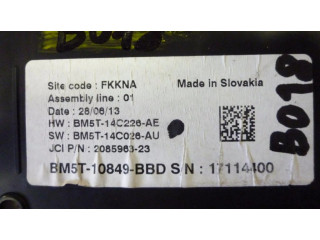 B018
Site code : FKKNA
Made in Slovakia
Assembly line : 01
Date : 28/06/13
HW : BM5T-14C226-AE
SW : BM5T-14C026-AU
JCI P/N : 2085963-23
BM5T-10849-BBD S/N : 17114400
B018